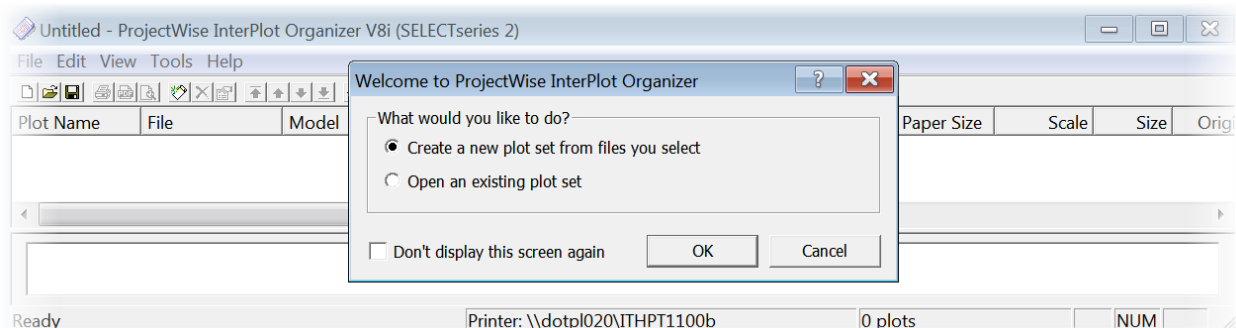 Untitled - ProjectWise InterPlot Organizer V8i (SELECTseries 2)
File Edit View Tools Help
Welcome to ProjectWise InterPlot Organizer
Plot Name File Model Paper Size Scale Size Origi
What would you like to do?
Create a new plot set from files you select
Open an existing plot set
Don't display this screen again OK Cancel
Ready Printer: \\dotpl020\ITHPT1100b 0 plots NUM